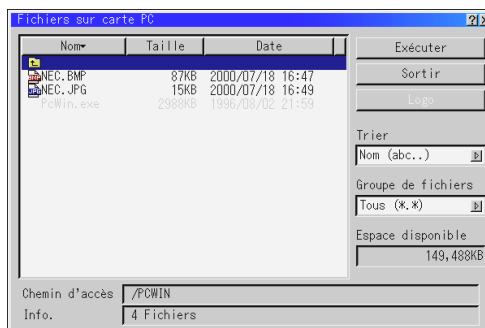 Fichiers sur carte PC
Nom Taille Date
NEC.BMP 87KB 2000/07/18 16:47
NEC.JPG 15KB 2000/07/18 16:49
PcWin.exe 2988KB 1996/08/02 21:59
Exécuter
Sortir
Logo
Trier
Nom (abc..)
Groupe de fichiers
Tous (*.*)
Espace disponible
149,488KB
Chemin d'accès /PCWIN
Info. 4 Fichiers